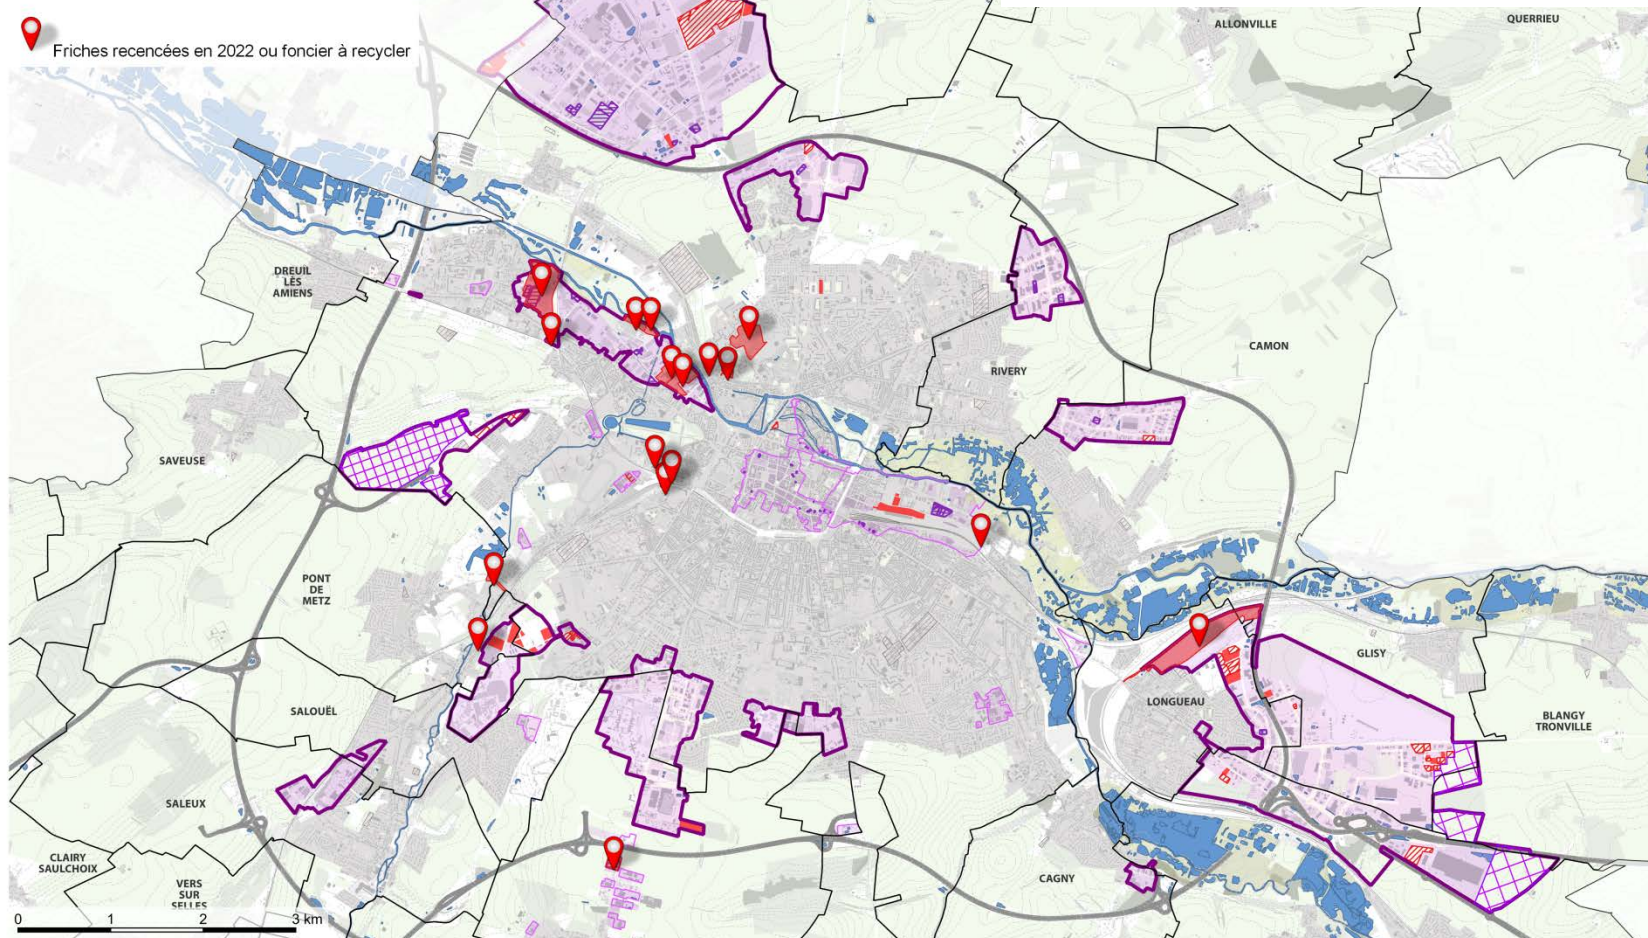 Friches recencées en 2022 ou foncier à recycler
ALLONVILLE
QUERRIEU
DREUIL
LÈS
AMIENS
CAMON
RIVERY
SAVEUSE
PONT
DE
METZ
GLISY
SALOUËL
LONGUEAU
BLANGY
TRONVILLE
SALEUX
CLAIRY
SAULCHOIX
CAGNY
VERS
SUR
SELLES
0 1 2 3 km